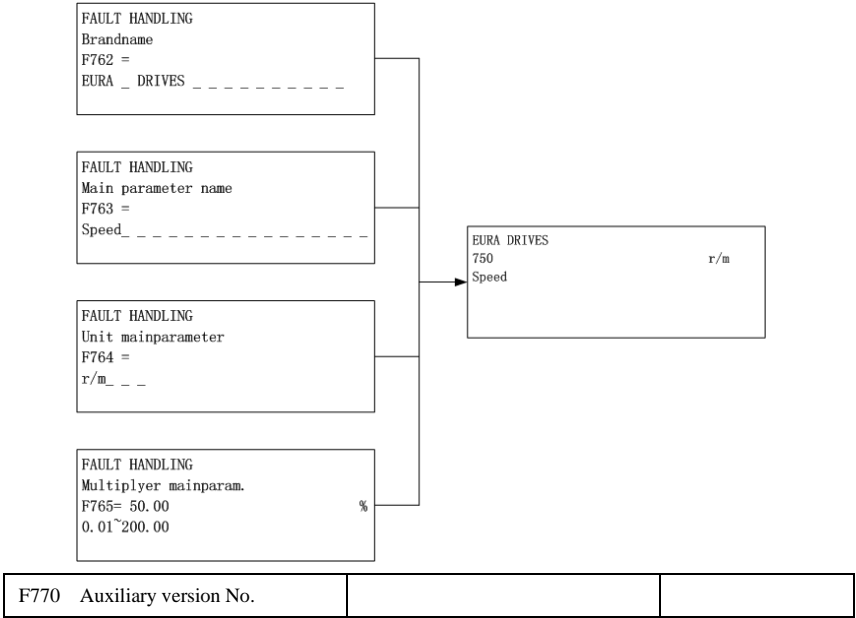 FAULT HANDLING
Brandname
F762 =
EURA _ DRIVES _ _ _ _ _ _ _ _ _ _
FAULT HANDLING
Main parameter name
F763 =
Speed_ _ _ _ _ _ _ _ _ _ _ _ _ _ _ _
FAULT HANDLING
Unit mainparameter
F764 =
r/m_ _ _
FAULT HANDLING
Multiplyer mainparam.
F765= 50.00 %
0.01~200.00
EURA DRIVES
750 r/m
Speed
F770 Auxiliary version No.